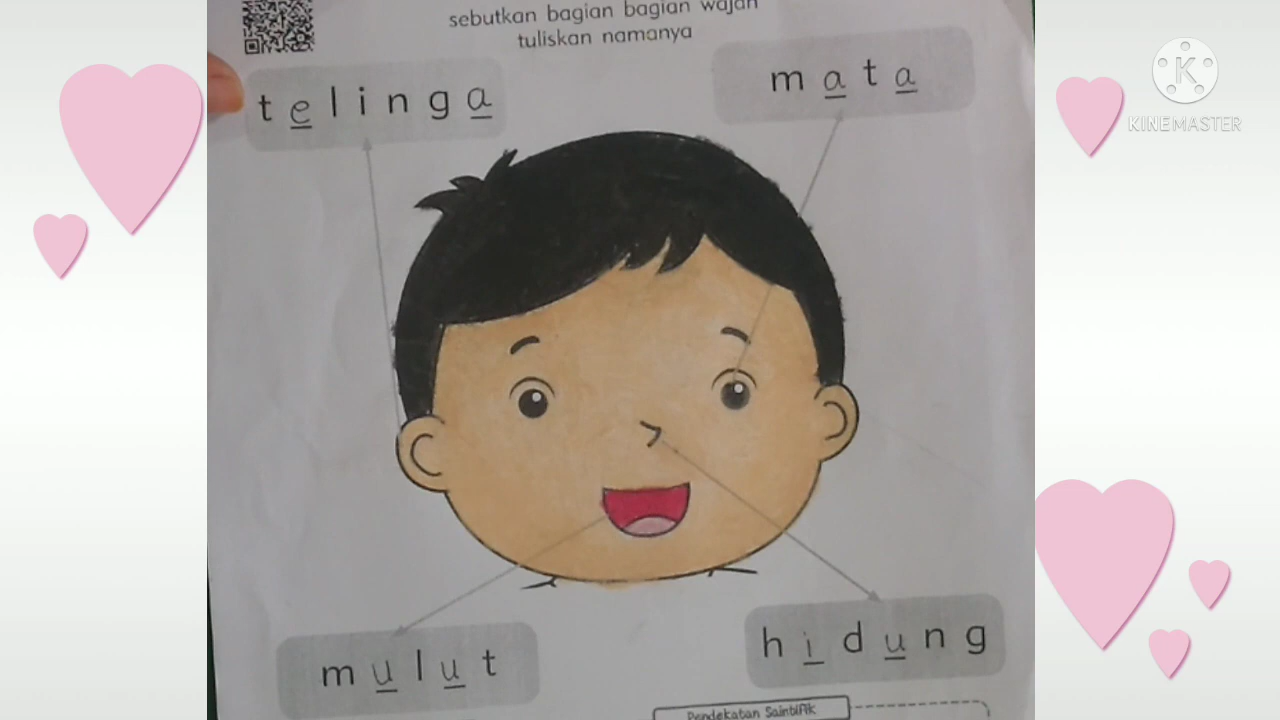 sebutkan bagian bagian wajah
tuliskan namanya
telinga
mata
K
KINEMASTER
mulut
hidung
Pendekatan Saintifik